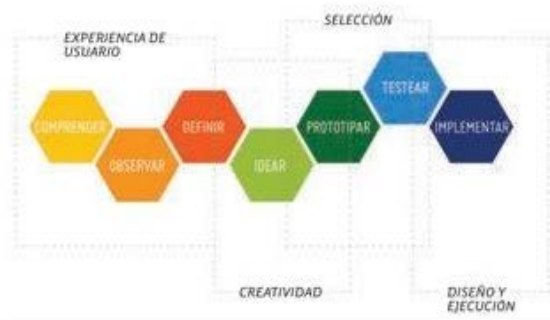 EXPERIENCIA DE
USUARIO
SELECCIÓN
COMPRENDER
OBSERVAR
DEFINIR
IDEAR
PROTOTIPAR
TESTEAR
IMPLEMENTAR
CREATIVIDAD
DISEÑO Y
EJECUCIÓN